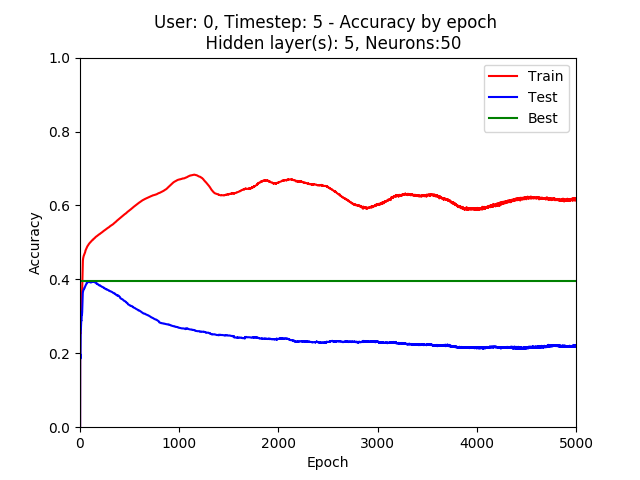 User: 0, Timestep: 5 - Accuracy by epoch
Hidden layer(s): 5, Neurons:50
1.0
0.8
0.6
0.4
0.2
0.0
Accuracy
Train
Test
Best
0 1000 2000 3000 4000 5000
Epoch